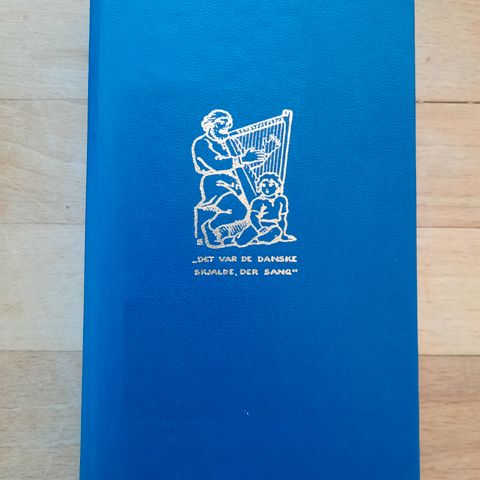 „DET VAR DE DANSKE
SKJALDE, DER SANG"